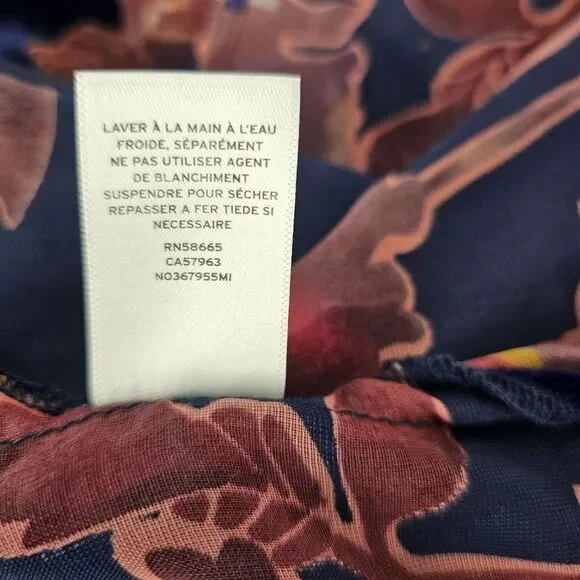 LAVER À LA MAIN À L'EAU
FROIDE, SÉPARÉMENT
NE PAS UTILISER AGENT
DE BLANCHIMENT
SUSPENDRE POUR SÉCHER
REPASSER A FER TIEDE SI
NECESSAIRE
RN58665
CA57963
NO367955MI